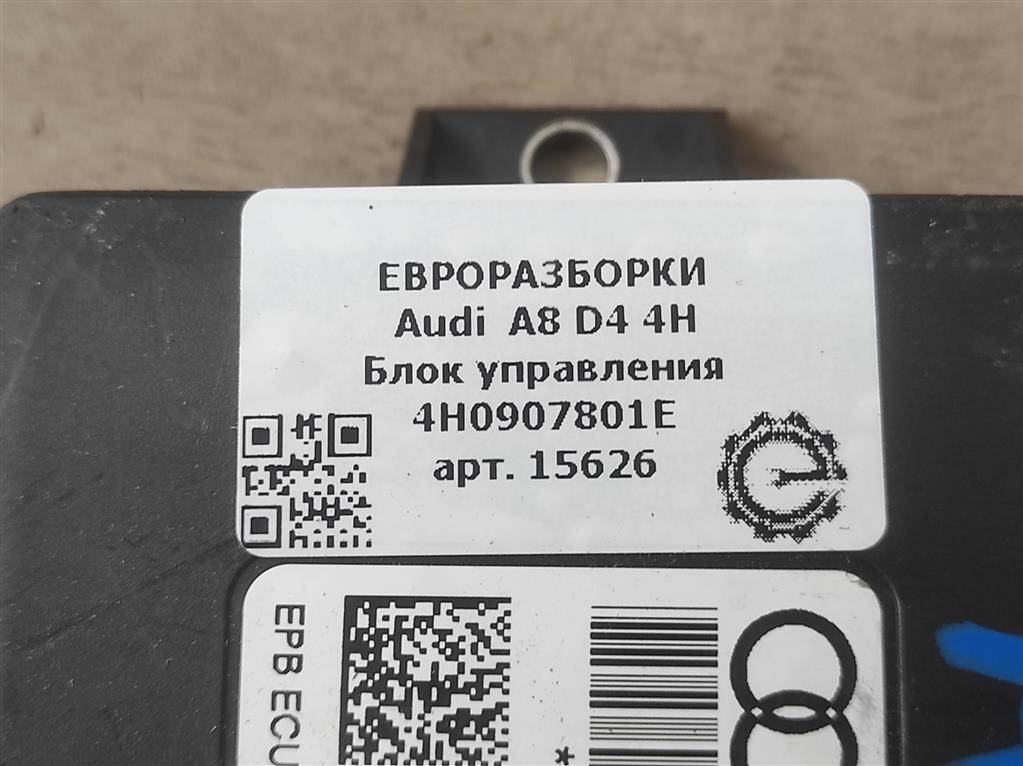 ЕВРОРАЗБОРКИ
Audi A8 D4 4H
Блок управления
4H0907801E
арт. 15626
EPB ECU
*